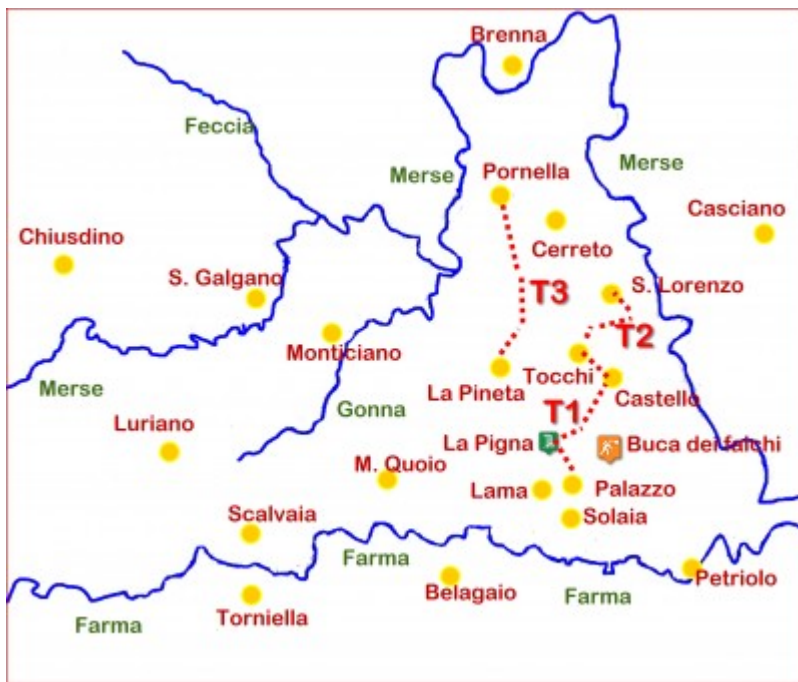 Brenna
Feccia
Merse
Merse
Pornella
Casciano
Cerreto
Chiusdino
S. Galgano
T3
S. Lorenzo
T2
Monticiano
Merse
La Pineta
Tocchi
Castello
Gonna
T1
Luriano
La Pigna
Buca dei falchi
M. Quoio
Lama
Palazzo
Scalvaia
Solaia
Farma
Petriolo
Belagaio
Farma
Torniella
Farma